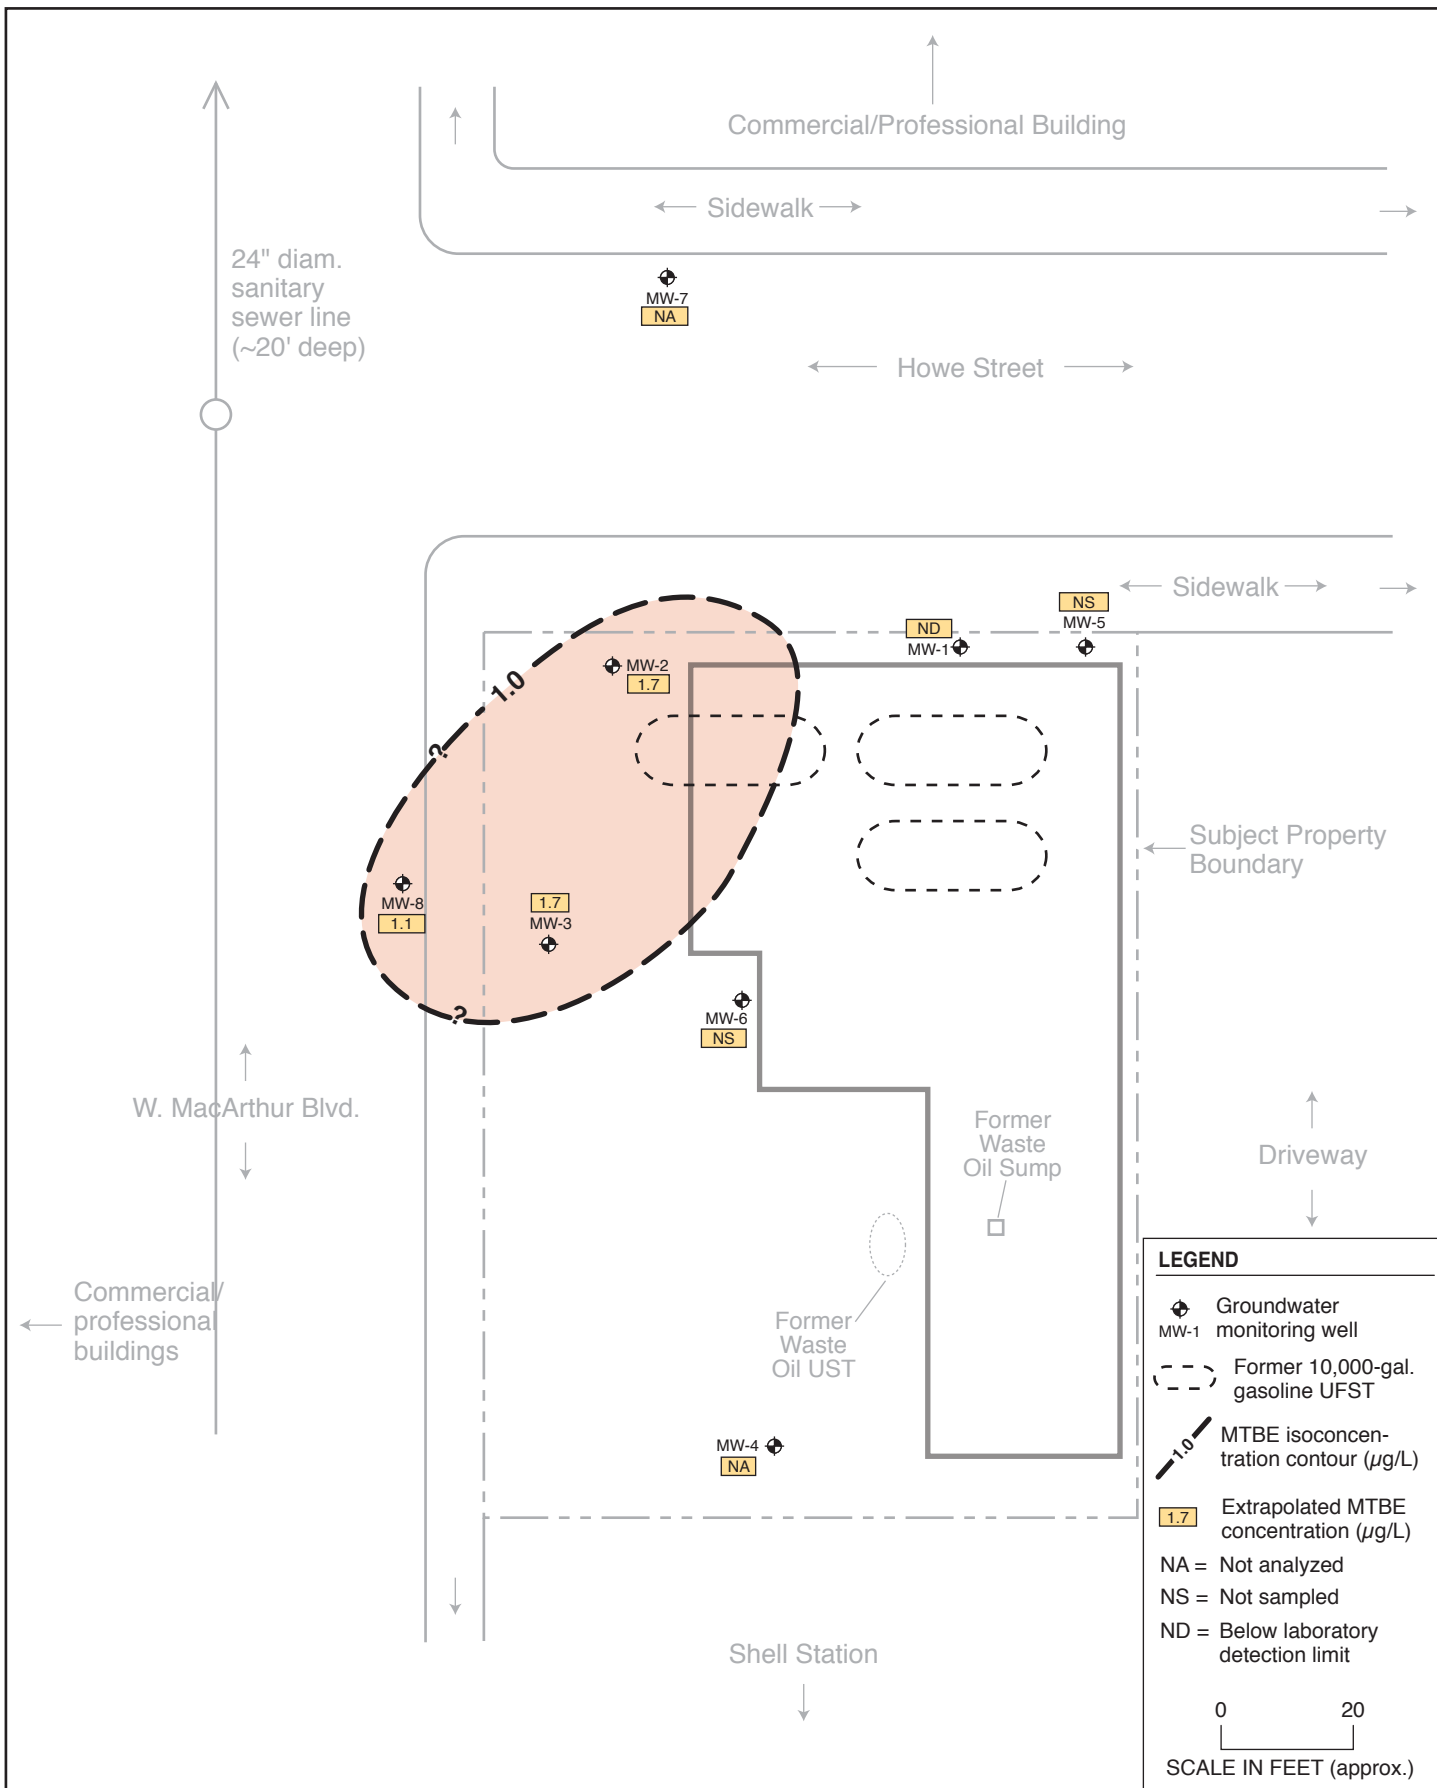 Commercial/Professional Building
Sidewalk
24" diam.
sanitary
sewer line
(~20' deep)
MW-7
NA
Howe Street
Sidewalk
NS
MW-5
ND
MW-1
MW-2
1.7
1.0
?
Subject Property
Boundary
MW-8
1.1
1.7
MW-3
?
MW-6
NS
W. MacArthur Blvd.
Former
Waste
Oil Sump
Driveway
Commercial/
professional
buildings
Former
Waste
Oil UST
MW-4
NA
Shell Station
LEGEND
MW-1
Groundwater
monitoring well
Former 10,000-gal.
gasoline UFST
1.0
MTBE isoconcen-
tration contour (µg/L)
1.7
Extrapolated MTBE
concentration (µg/L)
NA = Not analyzed
NS = Not sampled
ND = Below laboratory
detection limit
0 20
SCALE IN FEET (approx.)